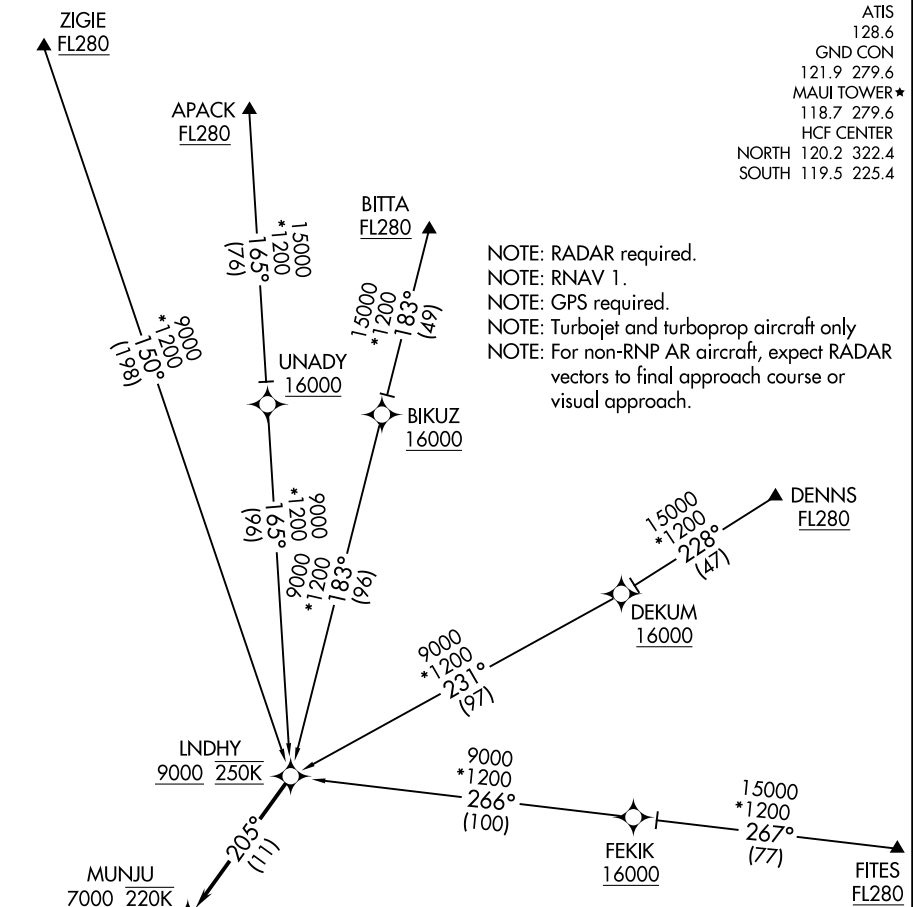 ZIGIE
FL280
ATIS
128.6
GND CON
121.9 279.6
MAUI TOWER★
118.7 279.6
HCF CENTER
NORTH 120.2 322.4
SOUTH 119.5 225.4
APACK
FL280
BITTA
FL280
15000
*1200
165°
(76)
15000
*1200
183°
(49)
NOTE: RADAR required.
NOTE: RNAV 1.
NOTE: GPS required.
NOTE: Turbojet and turboprop aircraft only
NOTE: For non-RNP AR aircraft, expect RADAR
vectors to final approach course or
visual approach.
9000
*1200
150°
(198)
UNADY
16000
BIKUZ
16000
9000
*1200
165°
(96)
9000
*1200
183°
(96)
15000
*1200
228°
(47)
DENNS
FL280
DEKUM
16000
9000
*1200
231°
(97)
LNDHY
9000 250K
9000
*1200
266°
(100)
15000
*1200
267°
(77)
FEKIK
16000
FITES
FL280
205°
(11)
MUNJU
7000 220K